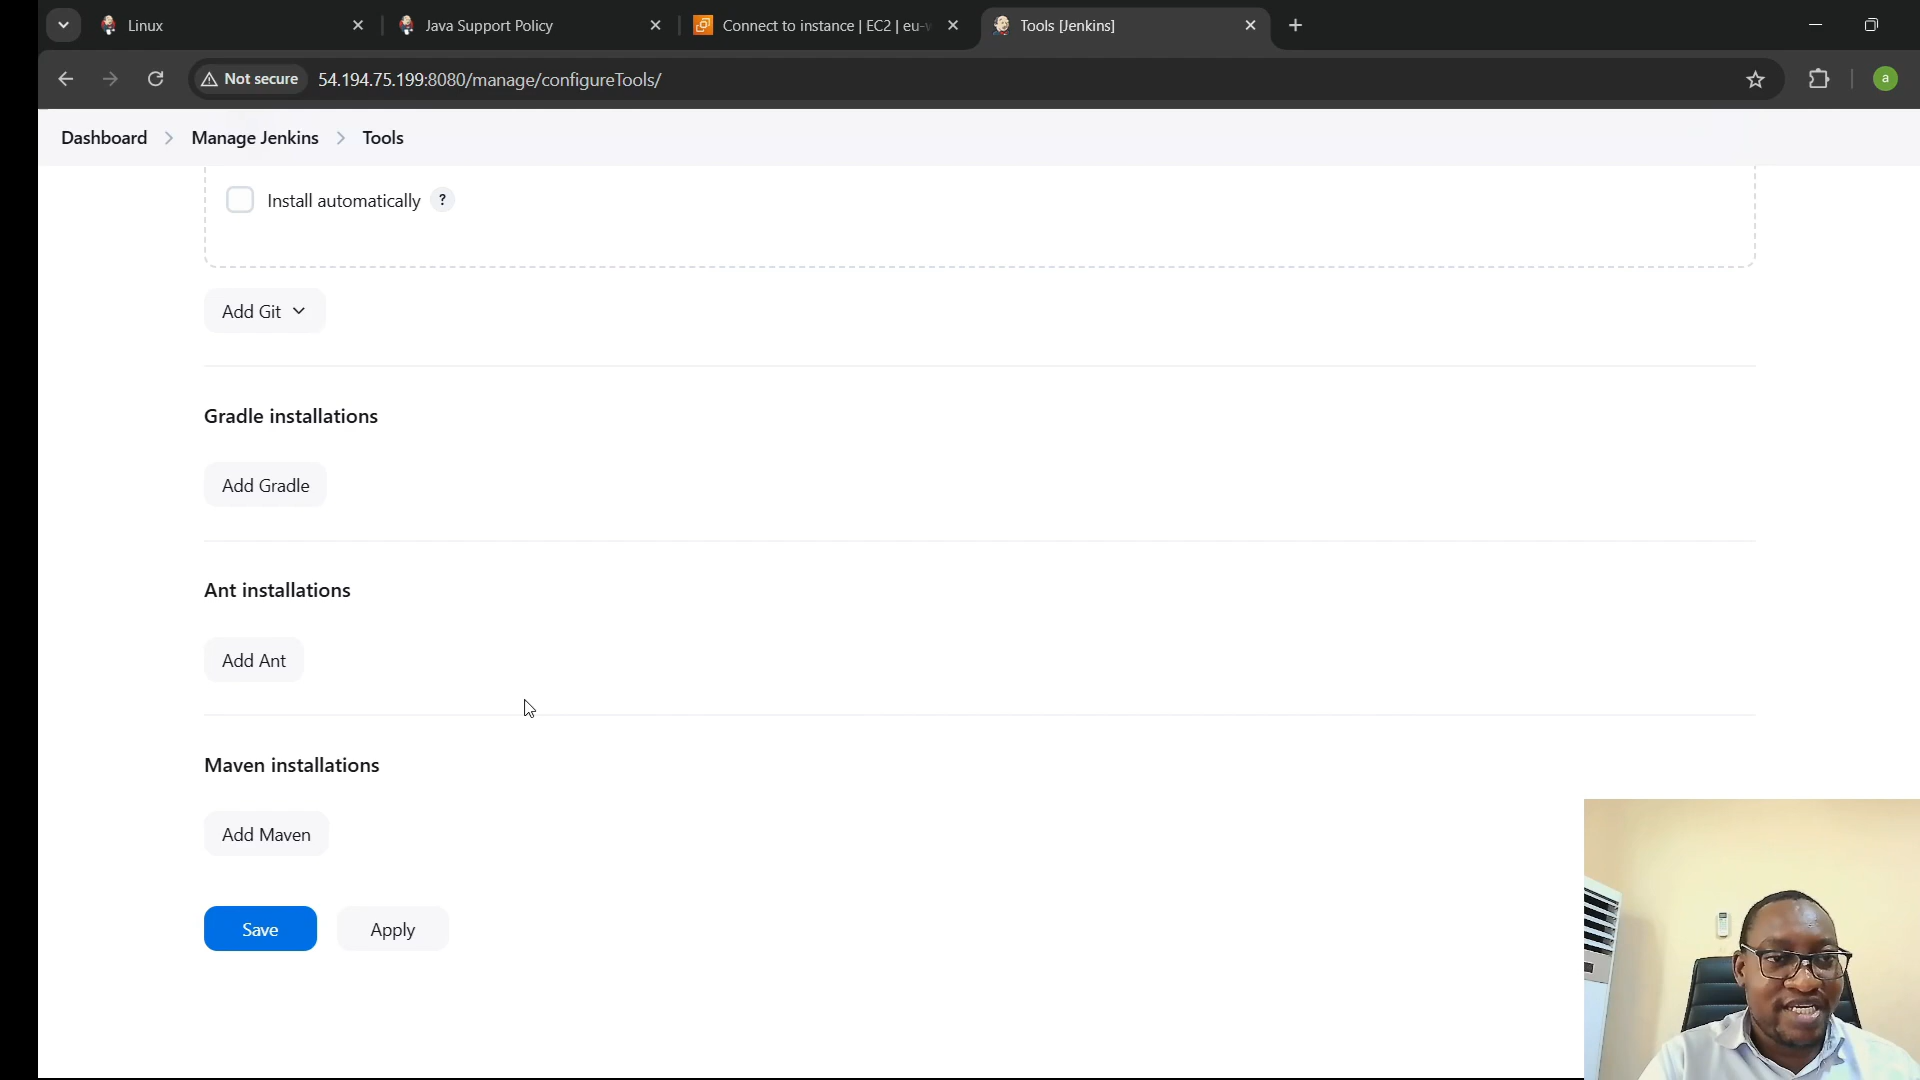 Linux
Java Support Policy
Connect to instance | EC2 | eu-
Tools [Jenkins]
Not secure
54.194.75.199:8080/manage/configureTools/
a
Dashboard
Manage Jenkins
Tools
Install automatically ?
Add Git
Gradle installations
Add Gradle
Ant installations
Add Ant
Maven installations
Add Maven
Save
Apply